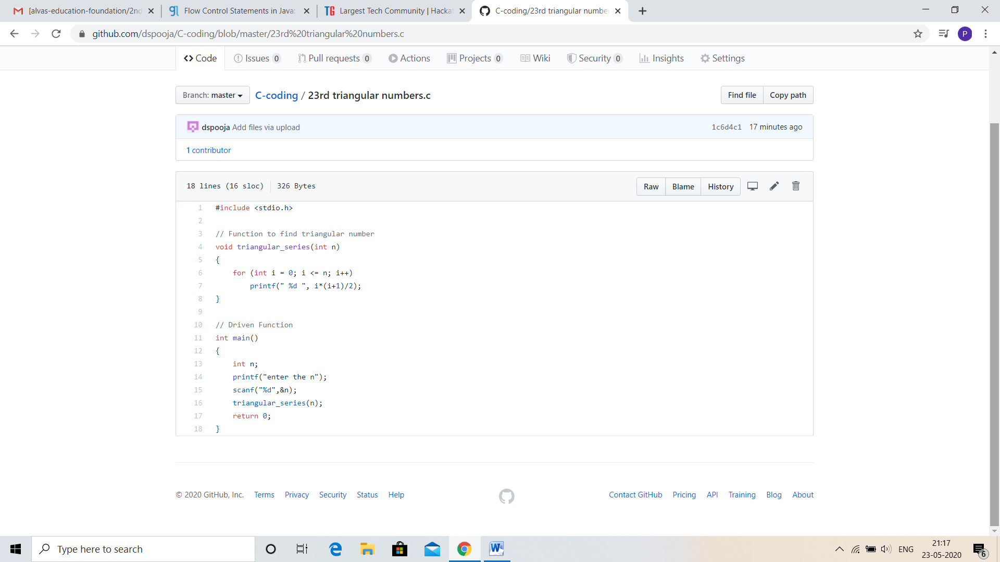 [alvas-education-foundation/2nd
Flow Control Statements in Java:
TG Largest Tech Community | Hackat
C-coding/23rd triangular number
github.com/dspooja/C-coding/blob/master/23rd%20triangular%20numbers.c
P
Code Issues 0 Pull requests 0 Actions Projects 0 Wiki Security 0 Insights Settings
Branch: master C-coding / 23rd triangular numbers.c Find file Copy path
dspooja Add files via upload 1c6d4c1 17 minutes ago
1 contributor
18 lines (16 sloc) 326 Bytes Raw Blame History
1 #include <stdio.h>
2
3 // Function to find triangular number
4 void triangular_series(int n)
5 {
6 for (int i = 0; i <= n; i++)
7 printf(" %d ", i*(i+1)/2);
8 }
9
10 // Driven Function
11 int main()
12 {
13 int n;
14 printf("enter the n");
15 scanf("%d",&n);
16 triangular_series(n);
17 return 0;
18 }
© 2020 GitHub, Inc. Terms Privacy Security Status Help Contact GitHub Pricing API Training Blog About
Type here to search
ENG
21:17
23-05-2020
6